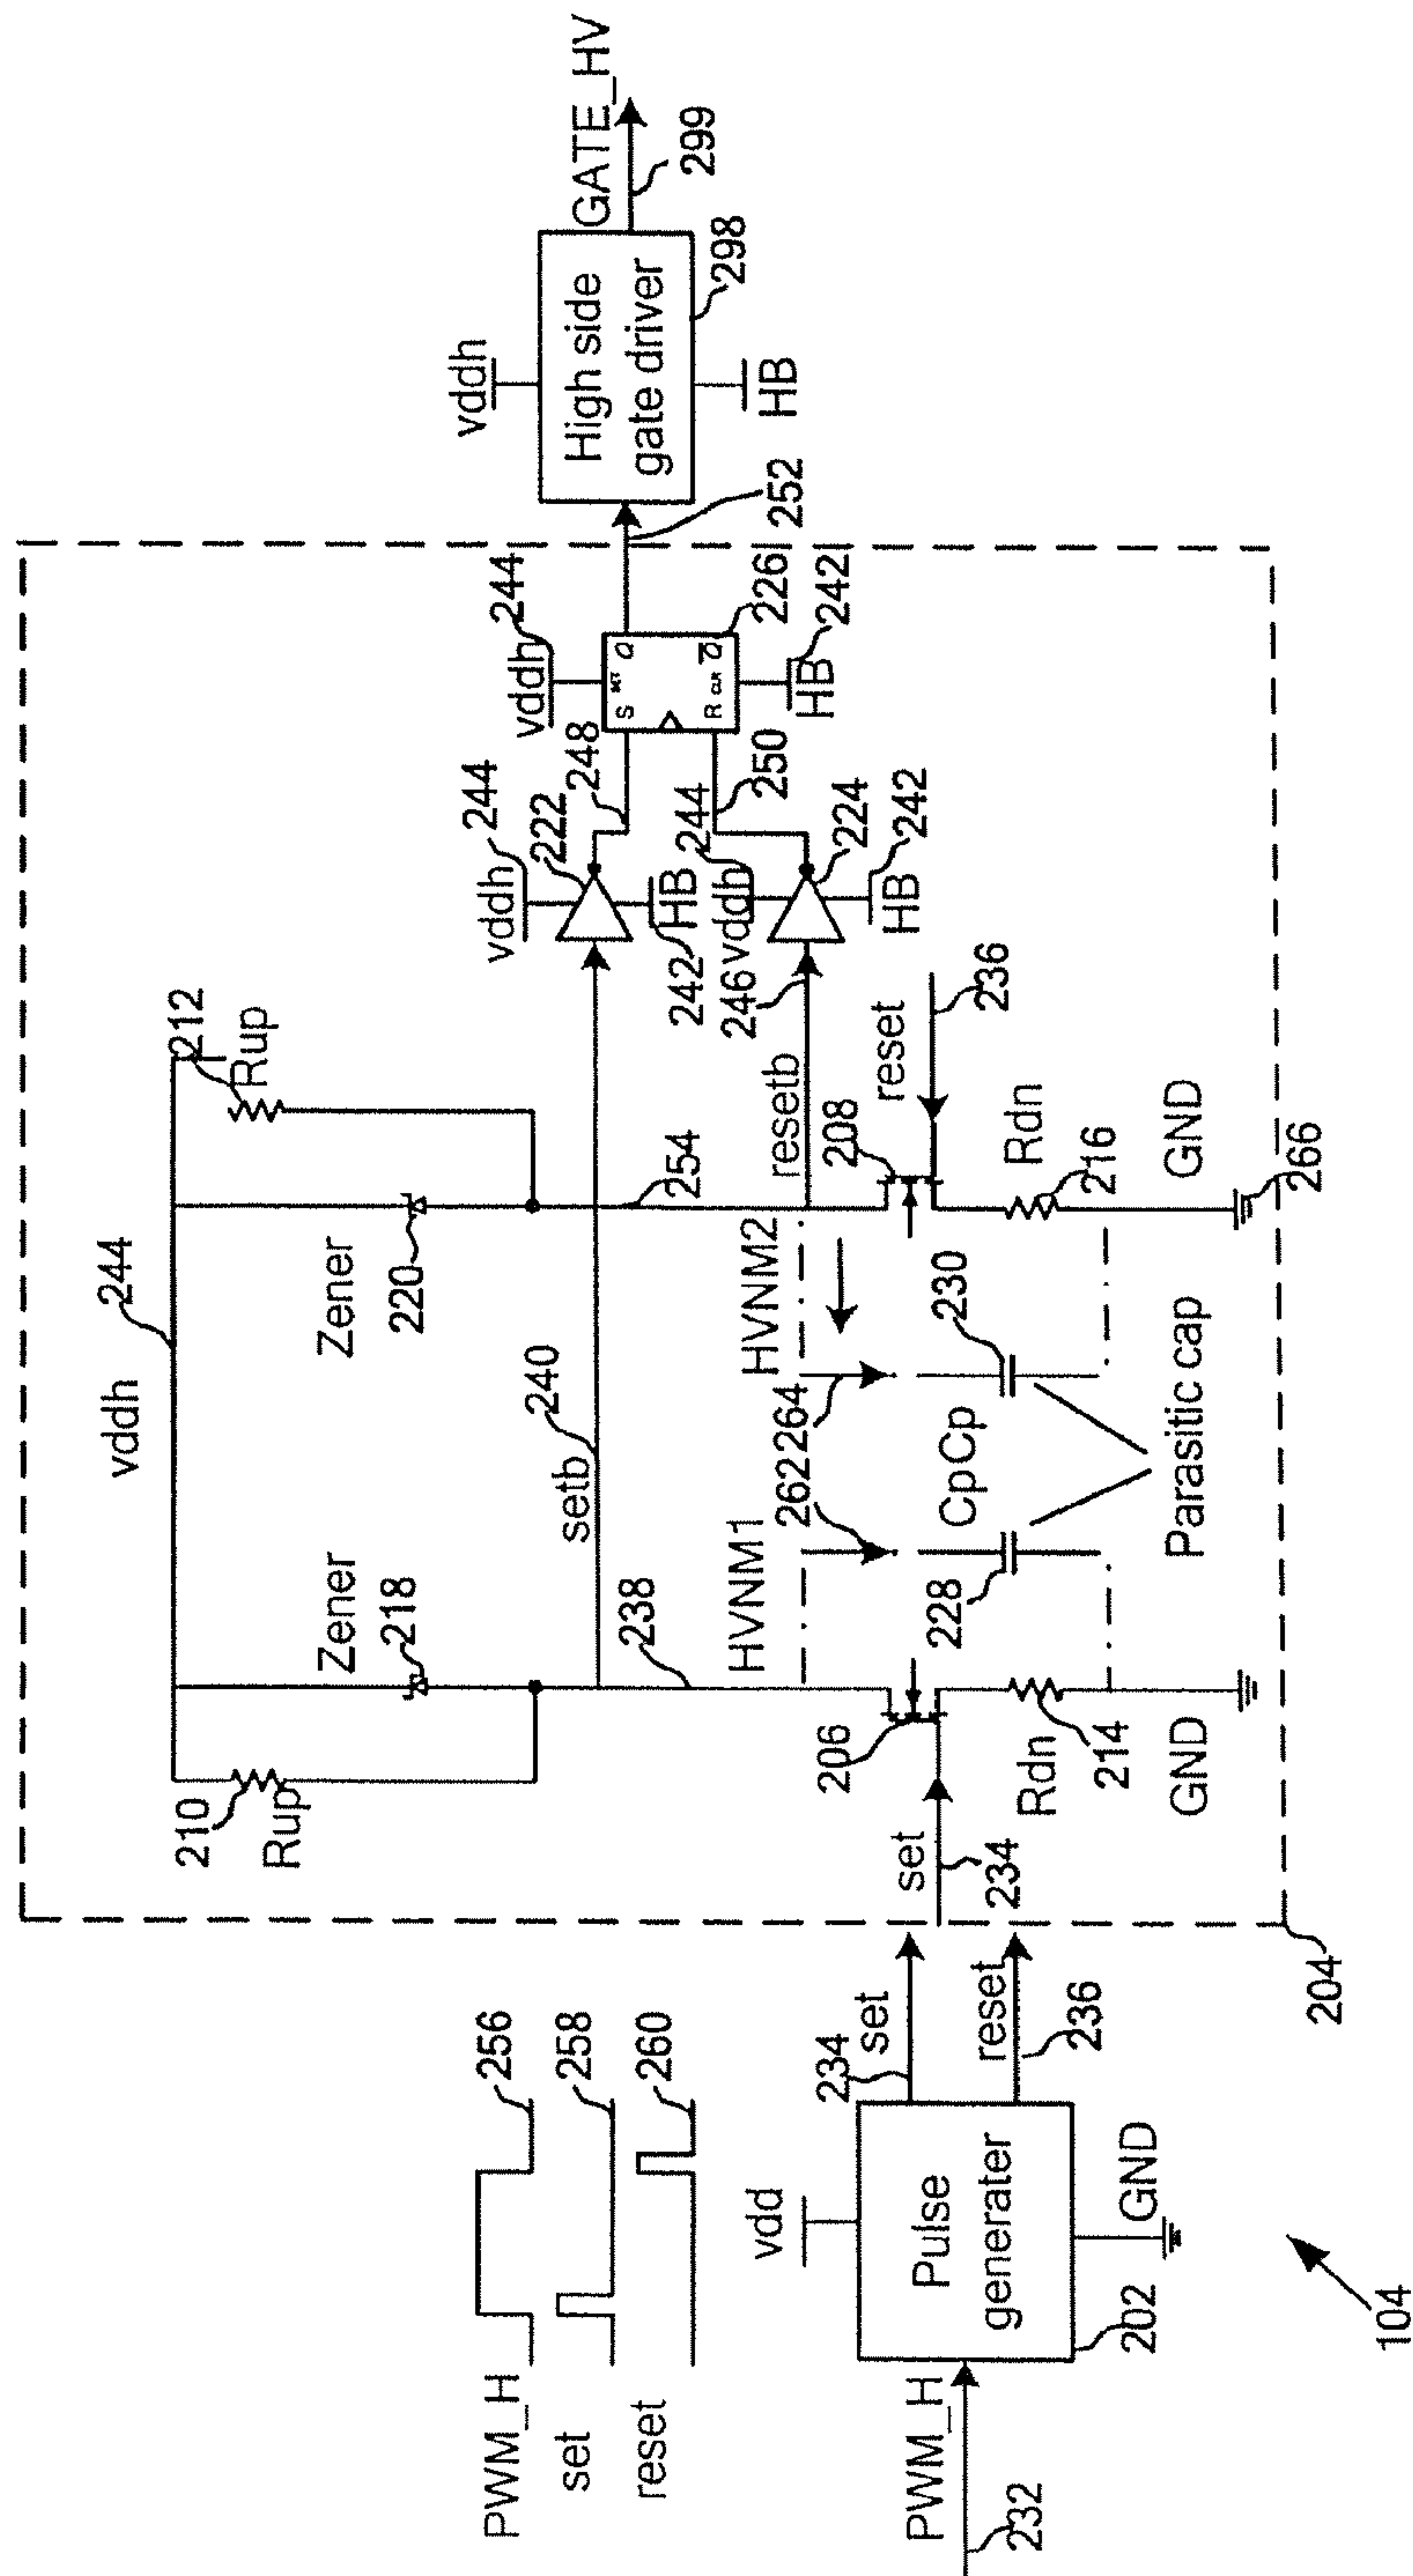 PWM_H
256
set
258
reset
260
PWM_H
232
vdd
Pulse
generater
GND
202
234
set
reset
236
104
204
vddh
244
210
Rup
Zener
218
Zener
220
212
Rup
setb
240
238
254
HVNM1
HVNM2
206
208
set
234
reset
236
262
264
Cp
Cp
228
230
Parasitic cap
Rdn
214
GND
Rdn
216
GND
266
resetb
246
vddh
244
222
HB
242
248
vddh
244
224
HB
242
250
vddh
244
S
SET
Q
R
CLR
Q
226
HB
242
252
vddh
High side
gate driver
298
HB
GATE_HV
299